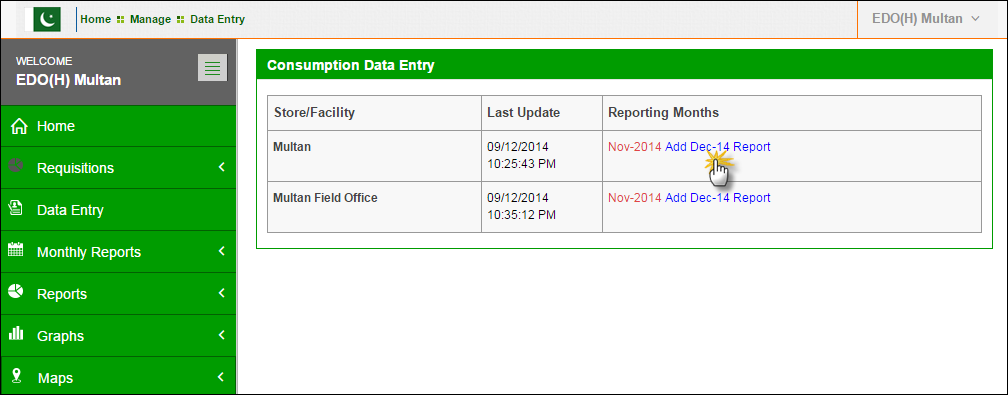 Home Manage Data Entry
EDO(H) Multan
WELCOME
EDO(H) Multan
Home
Requisitions
Data Entry
Monthly Reports
Reports
Graphs
Maps
Consumption Data Entry
Store/Facility Last Update Reporting Months
Multan 09/12/2014 Nov-2014 Add Dec-14 Report
10:25:43 PM
Multan Field Office 09/12/2014 Nov-2014 Add Dec-14 Report
10:35:12 PM